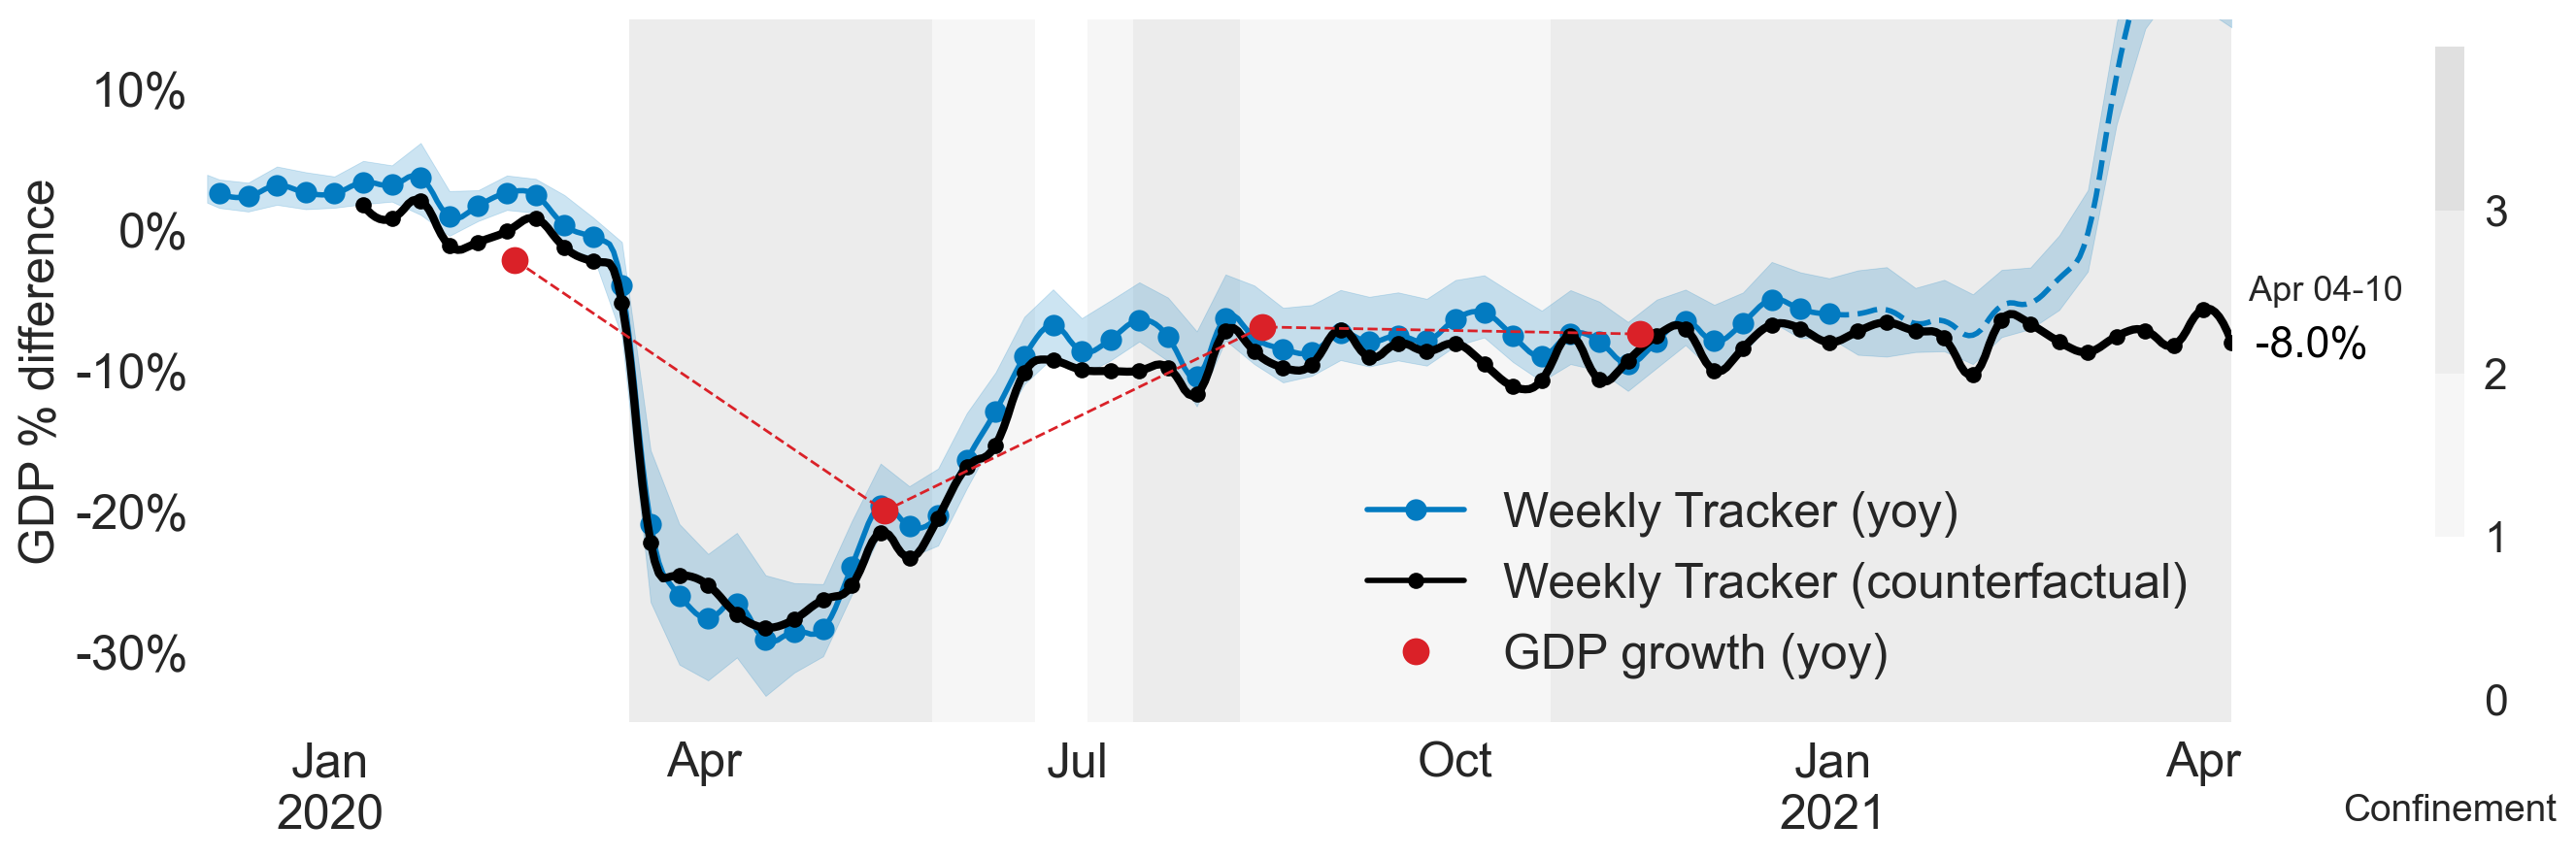 GDP % difference
10%
0%
-10%
-20%
-30%
Jan
2020
Apr
Jul
Oct
Jan
2021
Apr
Weekly Tracker (yoy)
Weekly Tracker (counterfactual)
GDP growth (yoy)
Apr 04-10
-8.0%
3
2
1
0
Confinement